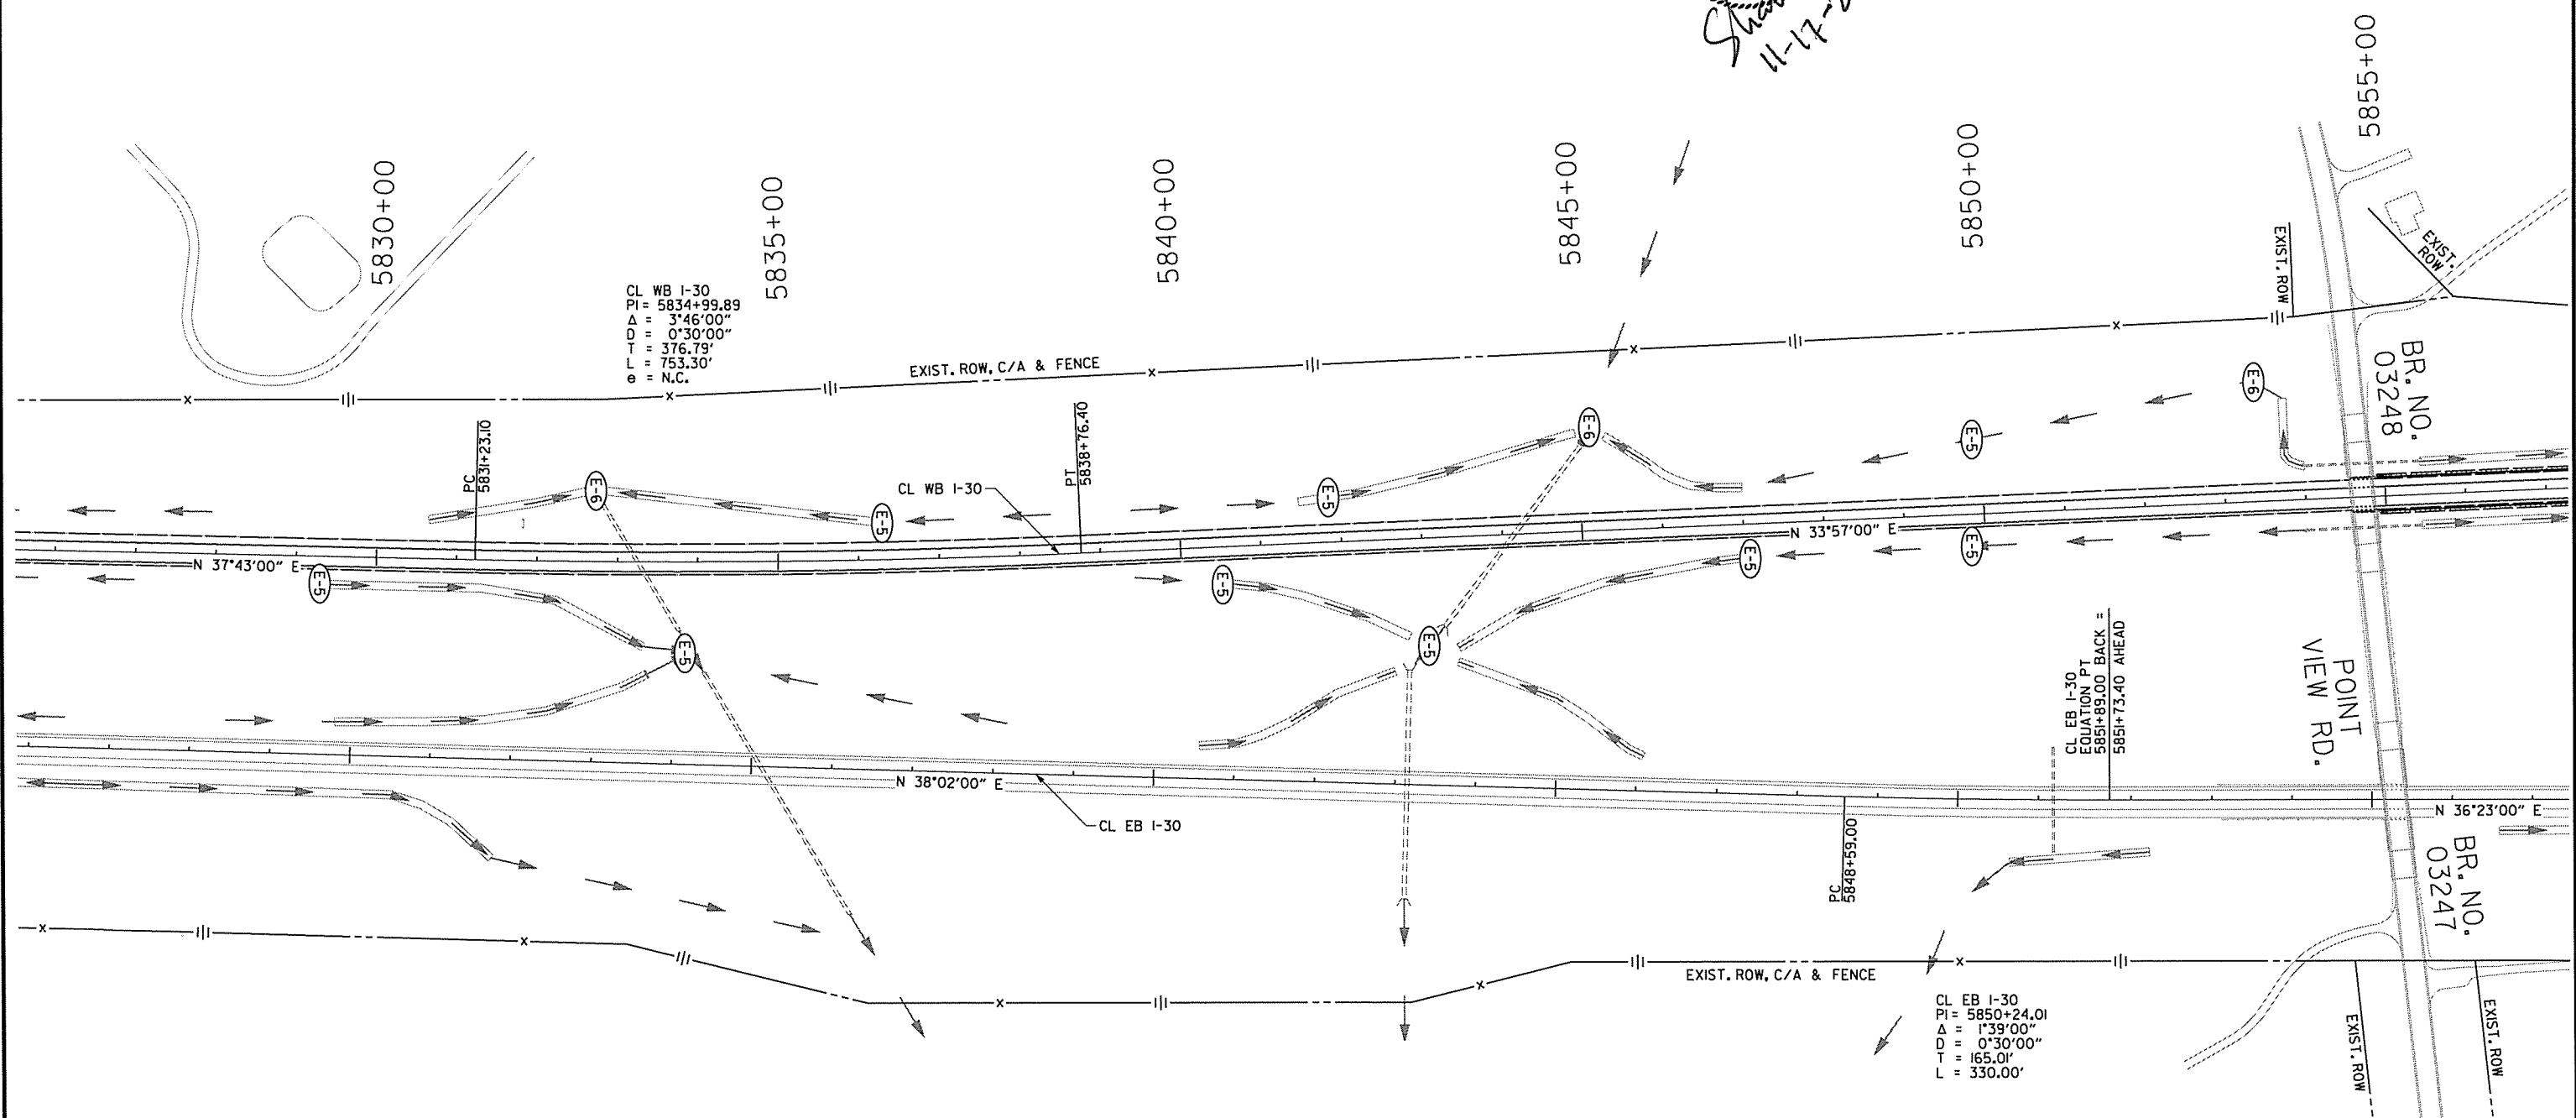 11-17-
5830+00
5835+00
5840+00
5845+00
5850+00
5855+00
CL WB I-30
PI = 5834+99.89
Δ = 3°46'00"
D = 0°30'00"
T = 376.79'
L = 753.30'
e = N.C.
EXIST. ROW, C/A & FENCE
EXIST. ROW
EXIST. ROW
BR. NO. 03248
PC 5831+23.10
PT 5838+76.40
CL WB I-30
E-6
E-5
E-5
E-6
E-5
E-6
N 37°43'00" E
N 33°57'00" E
E-5
E-5
E-5
E-5
E-5
E-5
CL EB I-30
EQUATION PT
5851+89.00 BACK =
5851+73.40 AHEAD
POINT
VIEW RD.
N 38°02'00" E
CL EB I-30
PC 5848+59.00
N 36°23'00" E
BR. NO. 03247
EXIST. ROW, C/A & FENCE
CL EB I-30
PI = 5850+24.01
Δ = 1°39'00"
D = 0°30'00"
T = 165.01'
L = 330.00'
EXIST. ROW
EXIST. ROW